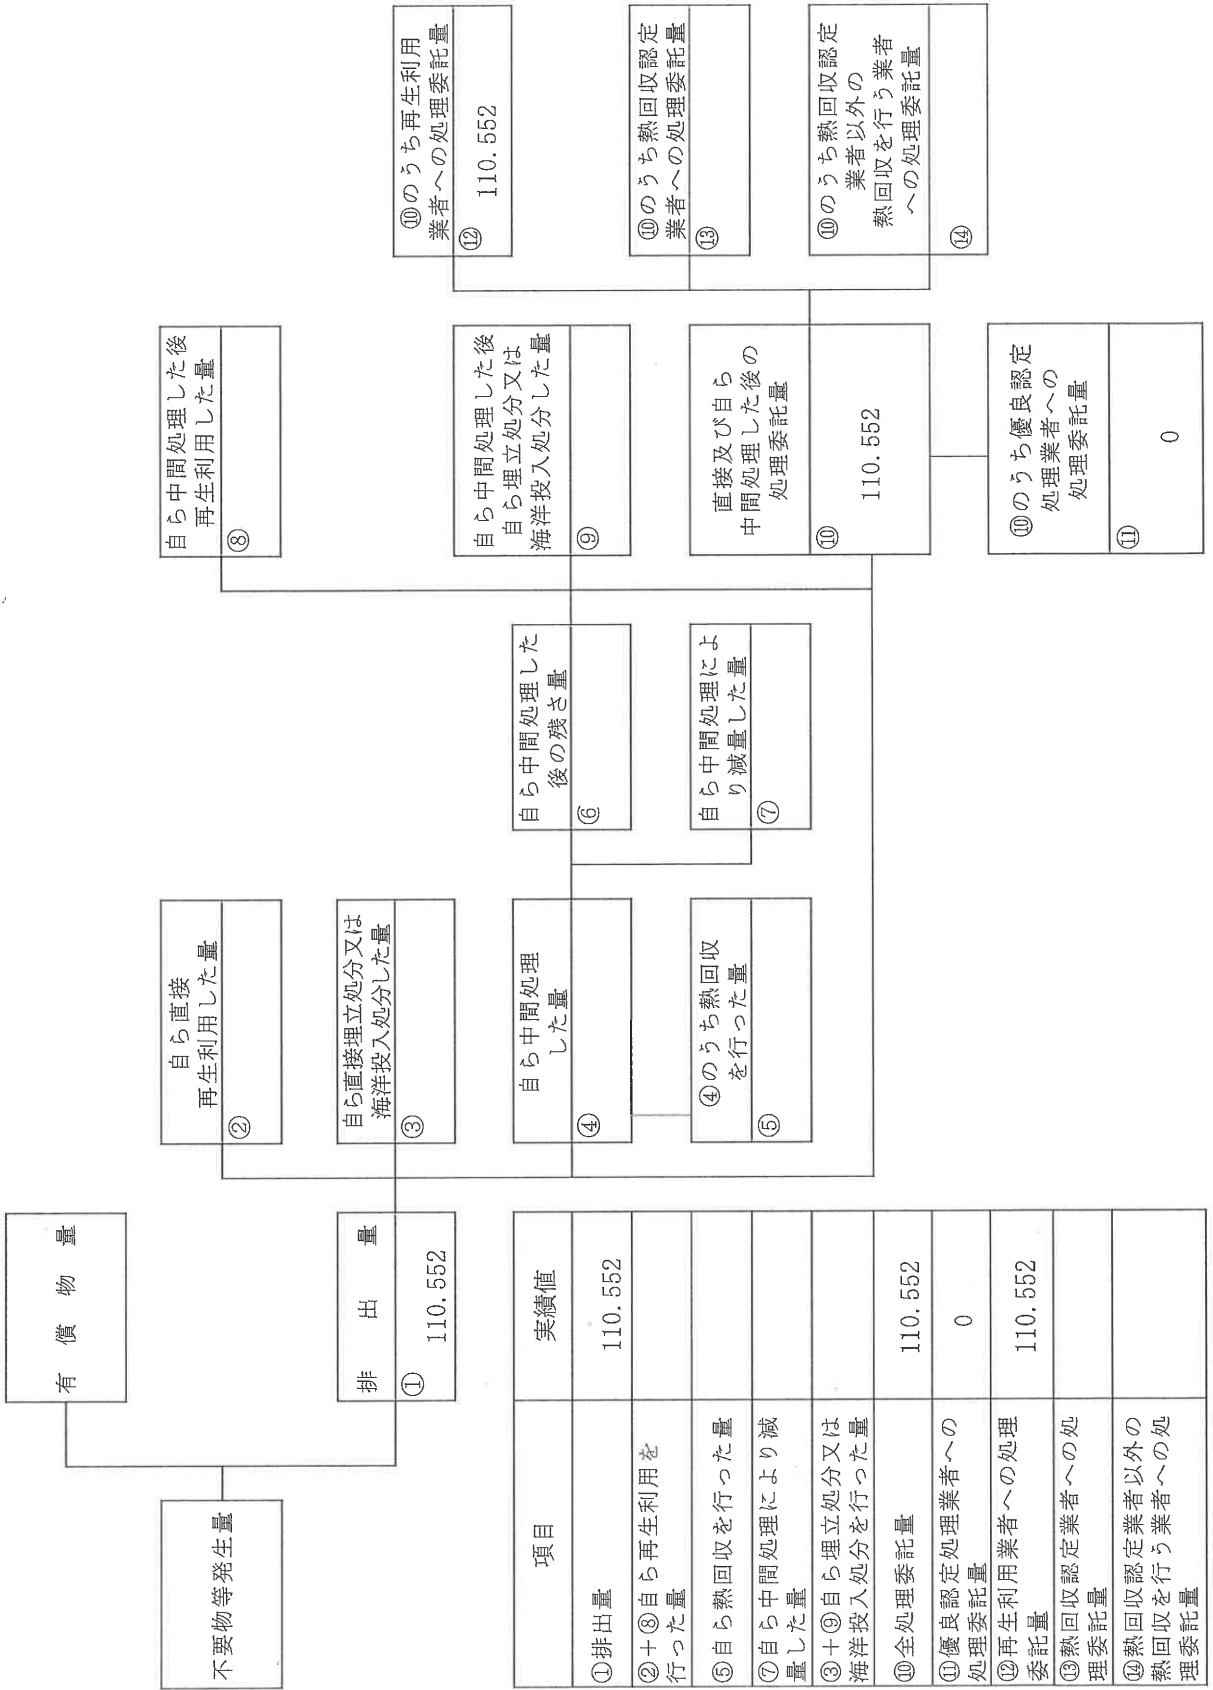 不要物等発生量
有償物量
排出量
①
110.552
自ら直接
再生利用した量
②
自ら直接埋立処分又は
海洋投入処分した量
③
自ら中間処理
した量
④
④のうち熱回収
を行った量
⑤
自ら中間処理した
後の残さ量
⑥
自ら中間処理によ
り減量した量
⑦
自ら中間処理した後
再生利用した量
⑧
自ら中間処理した後
自ら埋立処分又は
海洋投入処分した量
⑨
直接及び自ら
中間処理した後の
処理委託量
⑩
110.552
⑩のうち優良認定
処理業者への
処理委託量
⑪
0
⑩のうち再生利用
業者への処理委託量
⑫
110.552
⑩のうち熱回収認定
業者への処理委託量
⑬
⑩のうち熱回収認定
業者以外の
熱回収を行う業者
への処理委託量
⑭
項目 実績値
①排出量 110.552
②+⑧自ら再生利用を
行った量
⑤自ら熱回収を行った量
⑦自ら中間処理により減
量した量
③+⑨自ら埋立処分又は
海洋投入処分を行った量
⑩全処理委託量 110.552
⑪優良認定処理業者への
処理委託量 0
⑫再生利用業者への処理
委託量 110.552
⑬熱回収認定業者への処
理委託量
⑭熱回収認定業者以外の
熱回収を行う業者への処
理委託量